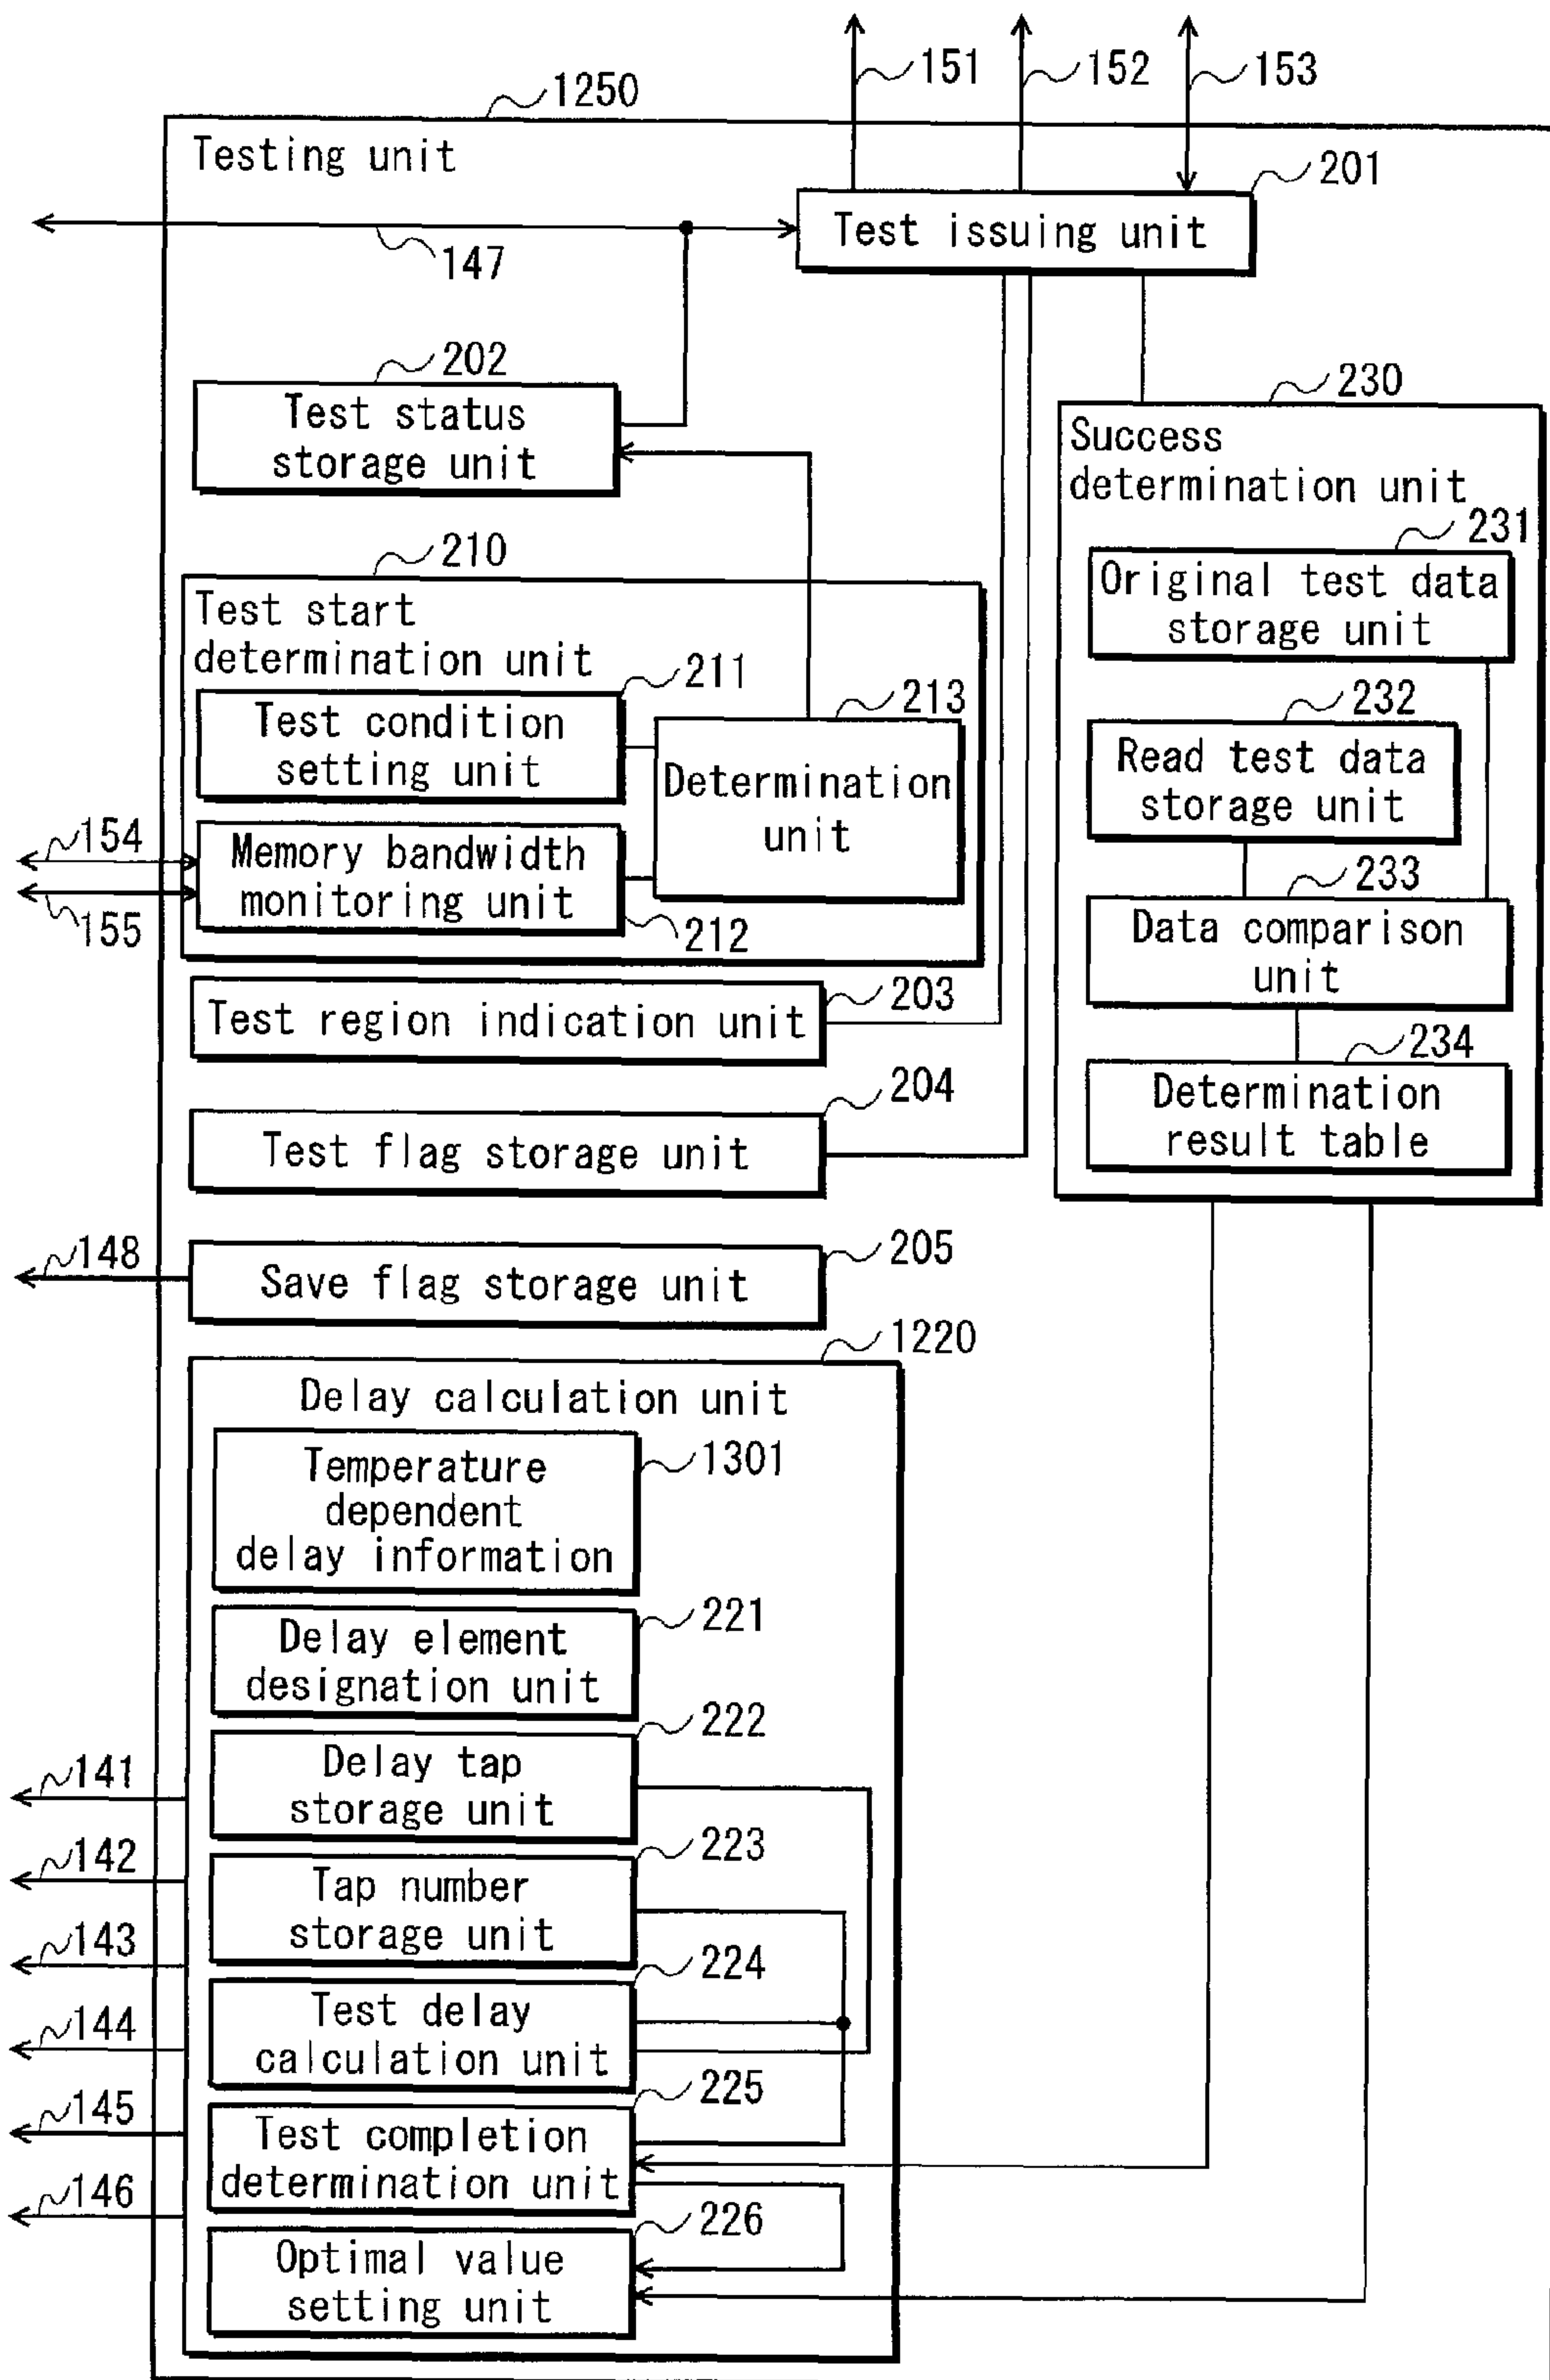 151
152
153
1250
Testing unit
201
Test issuing unit
147
202
Test status
storage unit
230
Success
determination unit
231
Original test data
storage unit
210
Test start
determination unit
211
Test condition
setting unit
213
Determination
unit
232
Read test data
storage unit
154
Memory bandwidth
monitoring unit
155
212
233
Data comparison
unit
203
Test region indication unit
234
Determination
result table
204
Test flag storage unit
148
205
Save flag storage unit
1220
Delay calculation unit
1301
Temperature
dependent
delay information
221
Delay element
designation unit
222
141
Delay tap
storage unit
223
142
Tap number
storage unit
143
224
144
Test delay
calculation unit
225
145
Test completion
determination unit
146
226
Optimal value
setting unit